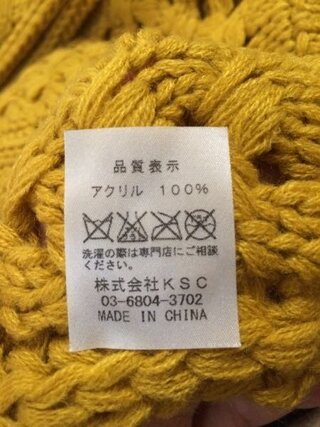 品質表示
アクリル 100%
洗濯の際は専門店にご相談
ください。
株式会社KSC
03-6804-3702
MADE IN CHINA